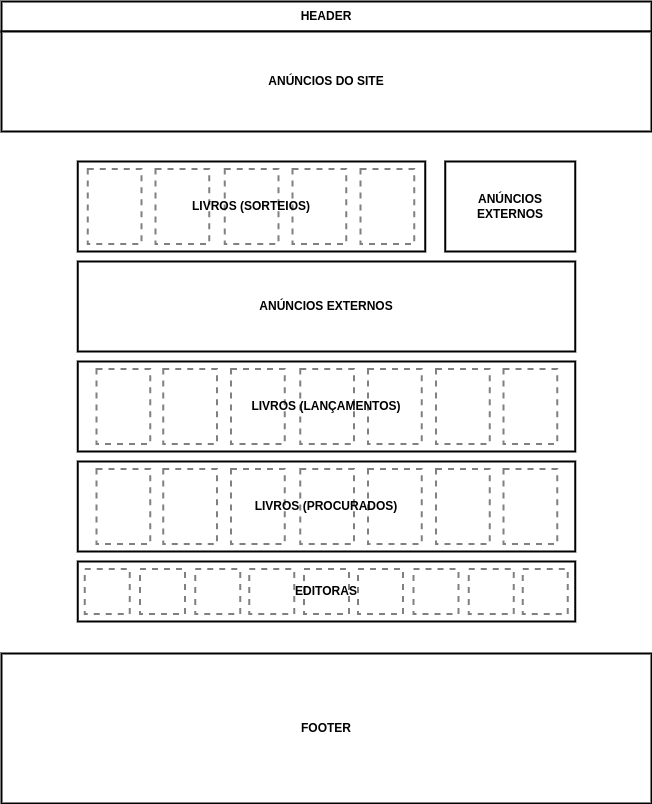 HEADER
ANÚNCIOS DO SITE
LIVROS (SORTEIOS)
ANÚNCIOS
EXTERNOS
ANÚNCIOS EXTERNOS
LIVROS (LANÇAMENTOS)
LIVROS (PROCURADOS)
EDITORAS
FOOTER